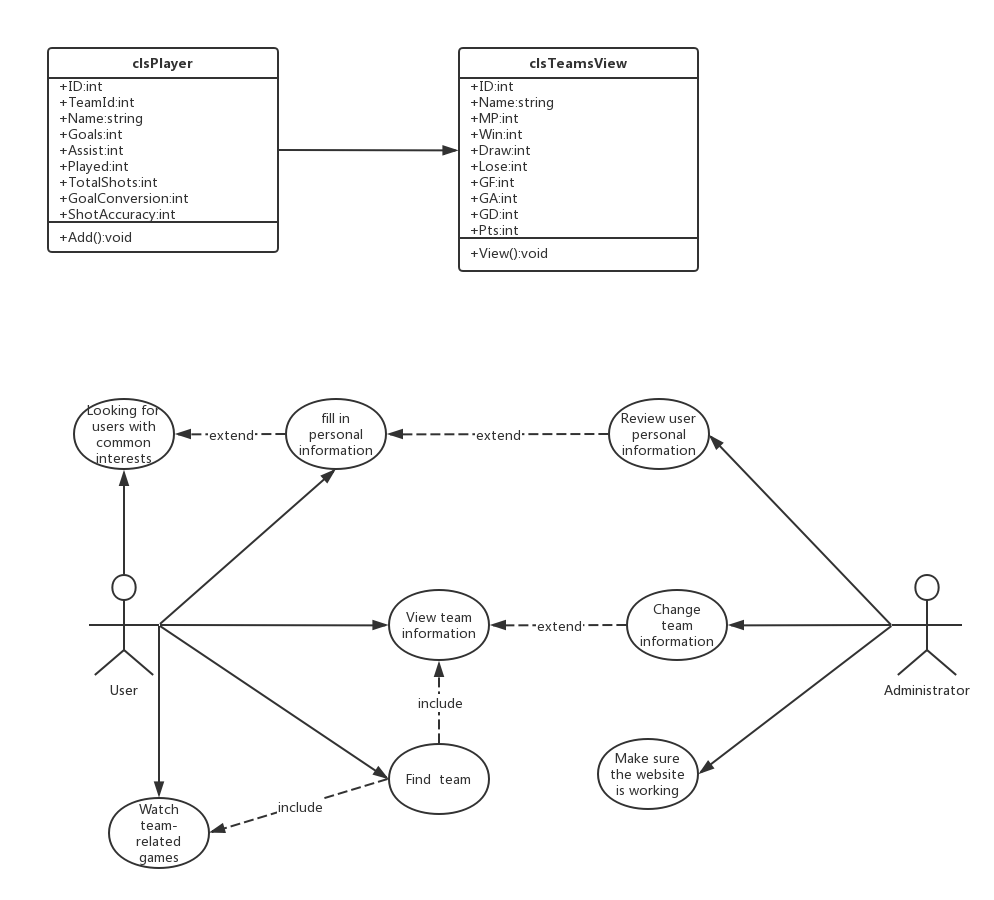 clsPlayer
+ID:int
+TeamId:int
+Name:string
+Goals:int
+Assist:int
+Played:int
+TotalShots:int
+GoalConversion:int
+ShotAccuracy:int
+Add():void
clsTeamsView
+ID:int
+Name:string
+MP:int
+Win:int
+Draw:int
+Lose:int
+GF:int
+GA:int
+GD:int
+Pts:int
+View():void
Looking for
users with
common
interests
extend
fill in
personal
information
extend
Review user
personal
information
User
View team
information
extend
Change
team
information
Administrator
include
Find team
include
Watch
team-
related
games
Make sure
the website
is working